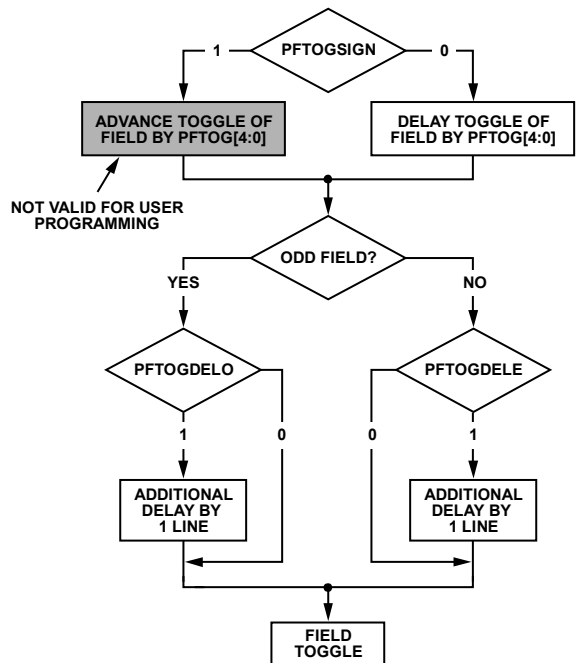 PFTOGSIGN
1
0
ADVANCE TOGGLE OF
FIELD BY PFTOG[4:0]
DELAY TOGGLE OF
FIELD BY PFTOG[4:0]
NOT VALID FOR USER
PROGRAMMING
ODD FIELD?
YES
NO
PFTOGDELO
PFTOGDELE
1
0
0
1
ADDITIONAL
DELAY BY
1 LINE
ADDITIONAL
DELAY BY
1 LINE
FIELD
TOGGLE